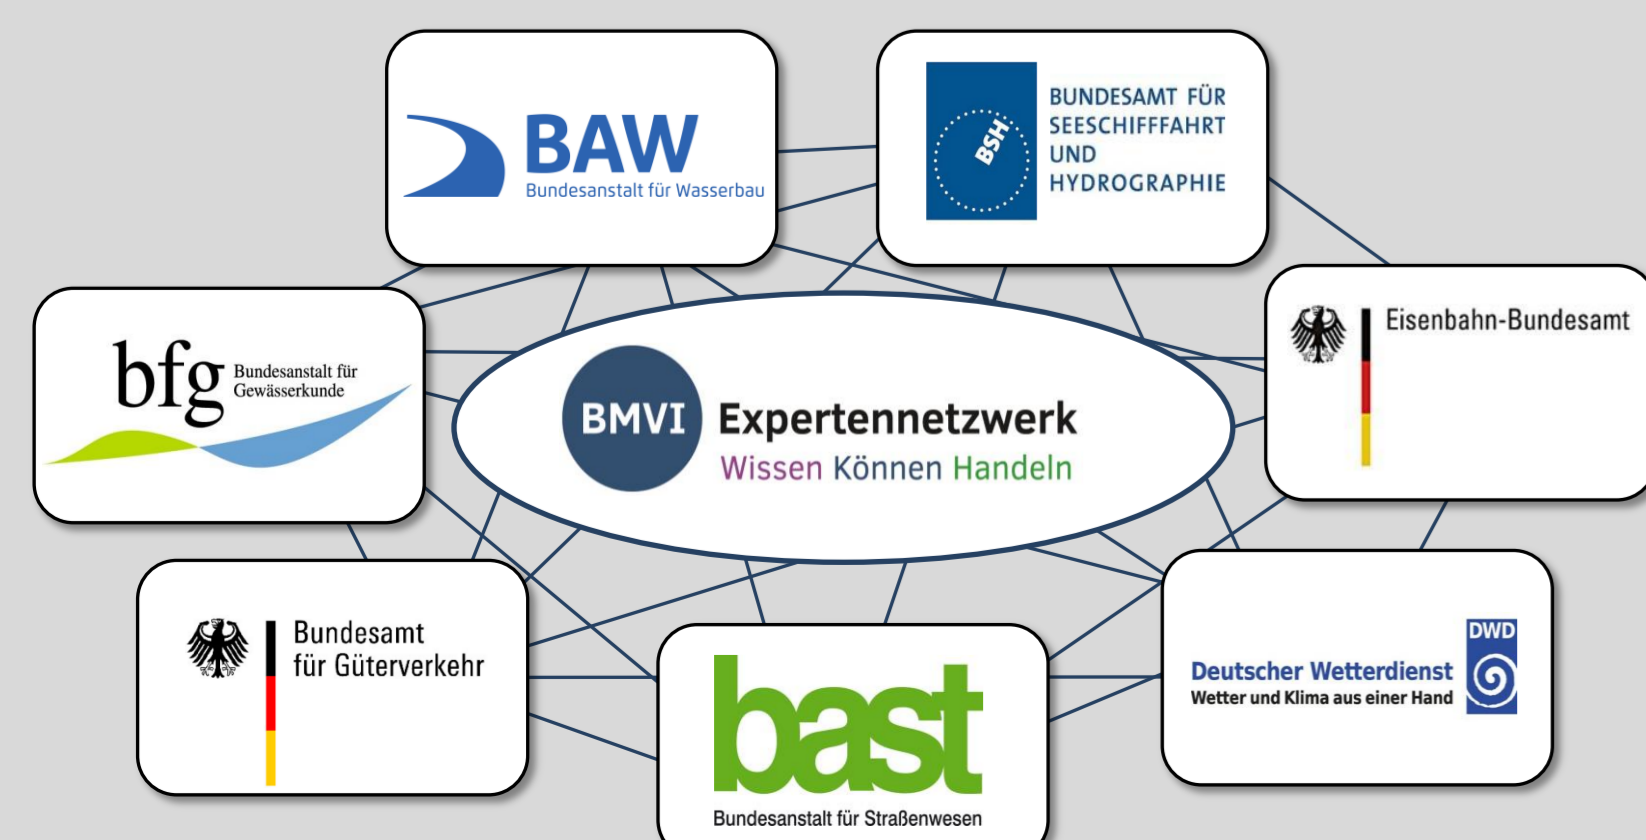 BAW
Bundesanstalt für Wasserbau
BSH
BUNDESAMT FÜR
SEESCHIFFFAHRT
UND
HYDROGRAPHIE
bfg
Bundesanstalt für
Gewässerkunde
BMVI
Expertennetzwerk
Wissen Können Handeln
Eisenbahn-Bundesamt
Bundesamt
für Güterverkehr
bast
Bundesanstalt für Straßenwesen
DWD
Deutscher Wetterdienst
Wetter und Klima aus einer Hand